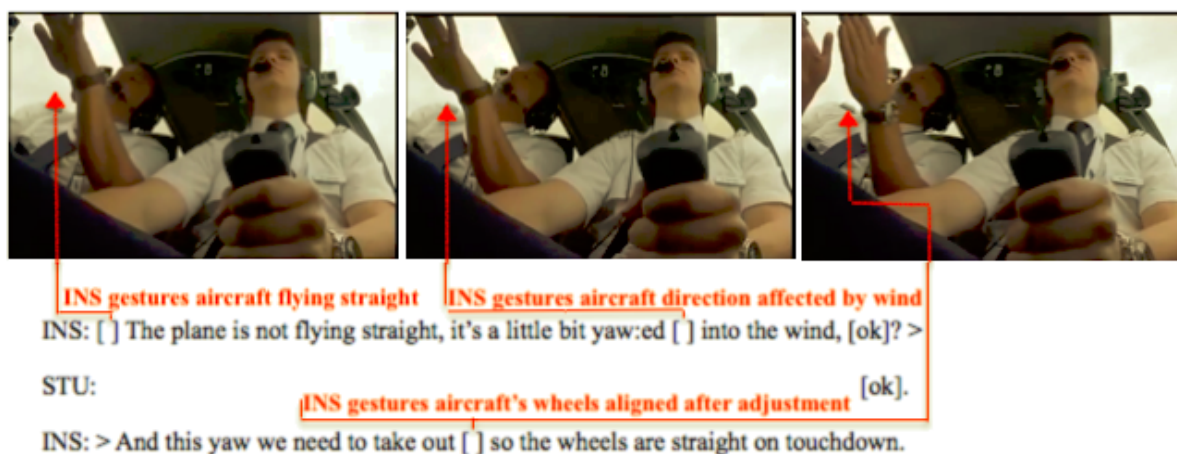 INS gestures aircraft flying straight INS gestures aircraft direction affected by wind
INS: [ ] The plane is not flying straight, it's a little bit yaw:ed [ ] into the wind, [ok]? >
STU: [ok].
INS gestures aircraft's wheels aligned after adjustment
INS: > And this yaw we need to take out [ ] so the wheels are straight on touchdown.